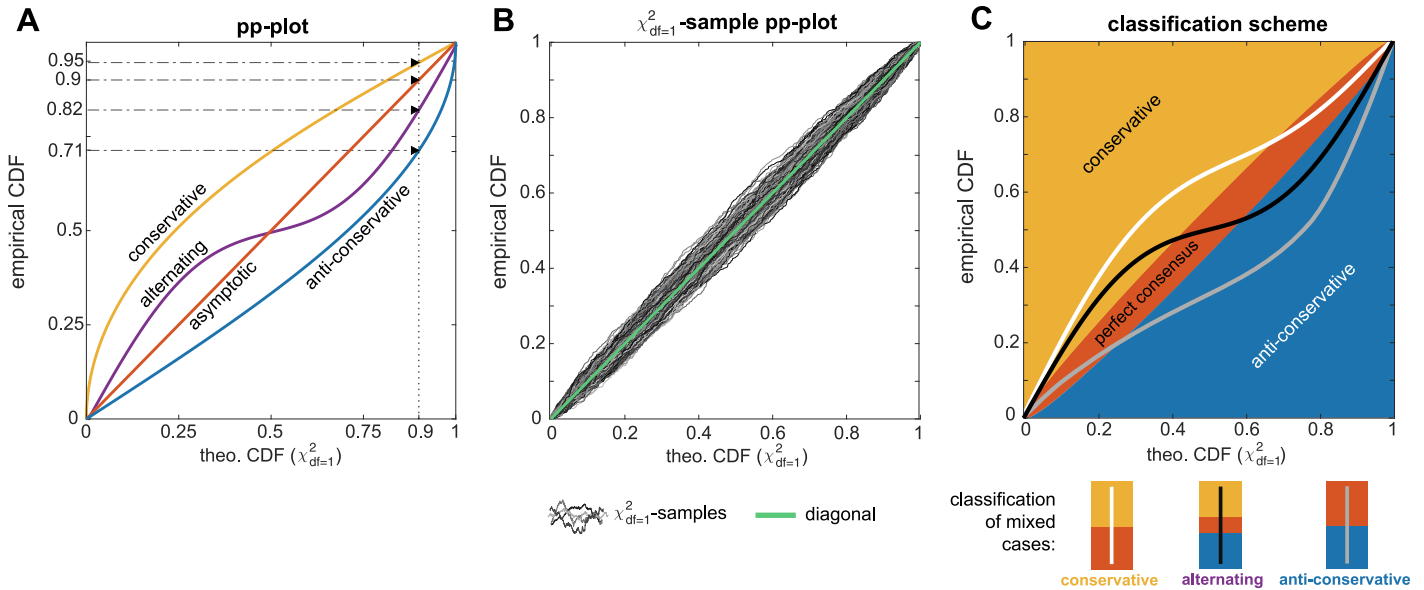 A
pp-plot
0.95
0.9
0.82
0.71
0.5
0.25
0
empirical CDF
conservative
alternating
asymptotic
anti-conservative
0 0.25 0.5 0.75 0.9 1
theo. CDF (χ²df=1)
B
χ²df=1-sample pp-plot
1
0.8
0.6
0.4
0.2
0
empirical CDF
0 0.2 0.4 0.6 0.8 1
theo. CDF (χ²df=1)
χ²df=1-samples
diagonal
C
classification scheme
1
0.8
0.6
0.4
0.2
0
empirical CDF
conservative
perfect consensus
anti-conservative
0 0.2 0.4 0.6 0.8 1
theo. CDF (χ²df=1)
classification
of mixed
cases:
conservative
alternating
anti-conservative